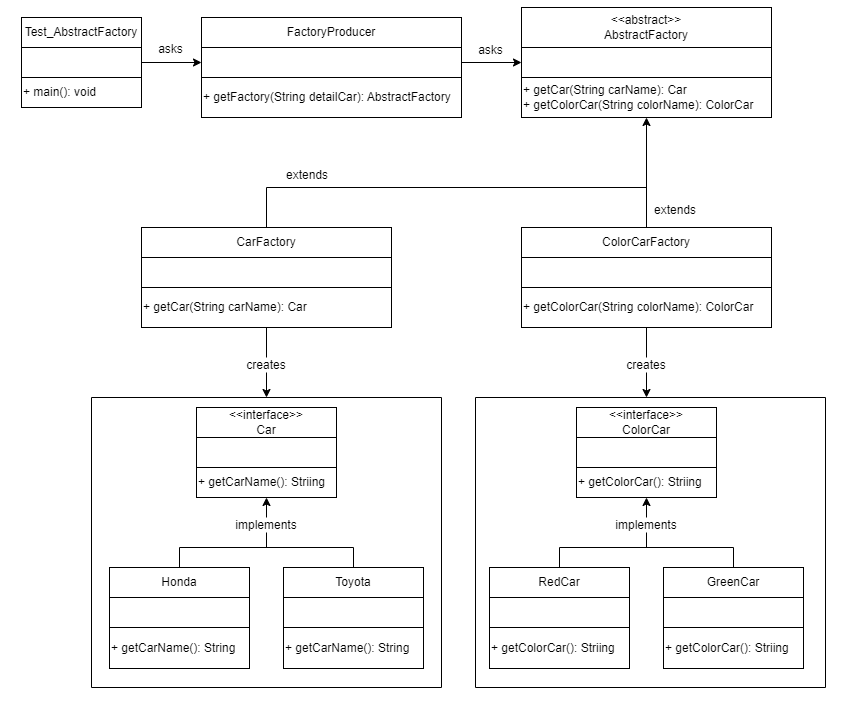 Test_AbstractFactory
+ main(): void
asks
FactoryProducer
+ getFactory(String detailCar): AbstractFactory
asks
<<abstract>>
AbstractFactory
+ getCar(String carName): Car
+ getColorCar(String colorName): ColorCar
extends
extends
CarFactory
+ getCar(String carName): Car
ColorCarFactory
+ getColorCar(String colorName): ColorCar
creates
creates
<<interface>>
Car
+ getCarName(): Striing
implements
Honda
+ getCarName(): String
Toyota
+ getCarName(): String
<<interface>>
ColorCar
+ getColorCar(): Striing
implements
RedCar
+ getColorCar(): Striing
GreenCar
+ getColorCar(): Striing